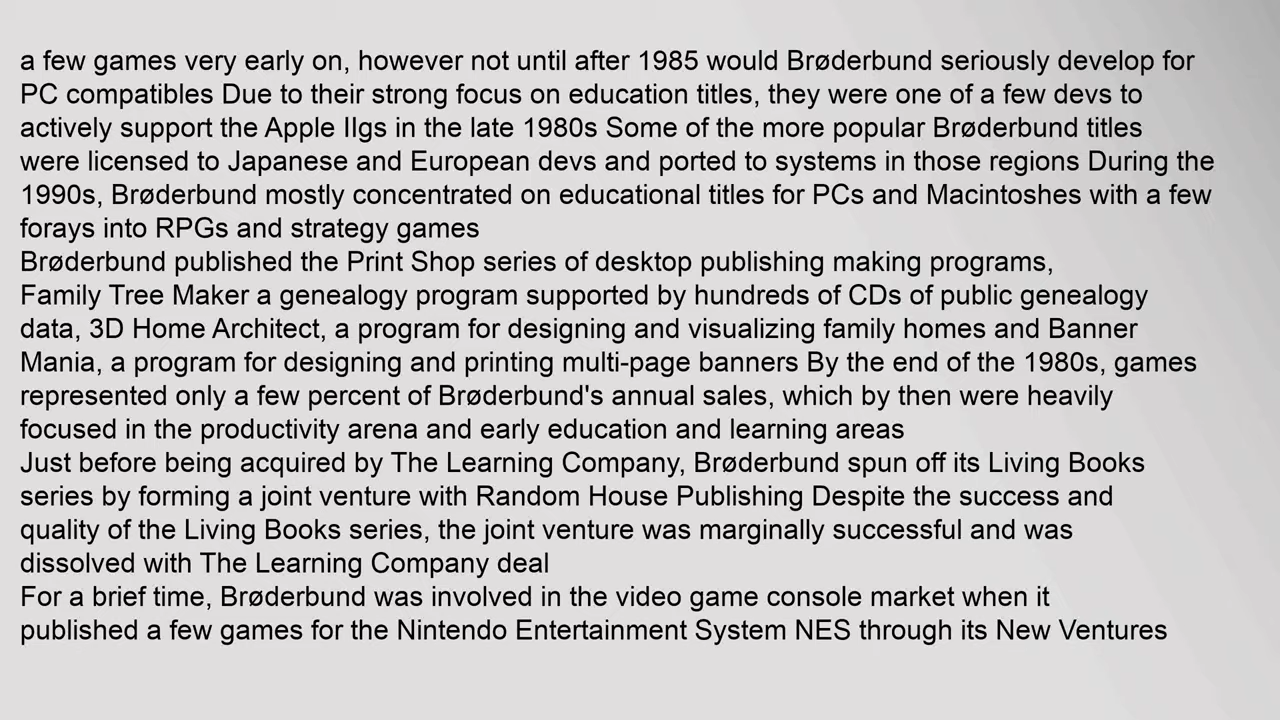 a few games very early on, however not until after 1985 would Brøderbund seriously develop for
PC compatibles Due to their strong focus on education titles, they were one of a few devs to
actively support the Apple IIgs in the late 1980s Some of the more popular Brøderbund titles
were licensed to Japanese and European devs and ported to systems in those regions During the
1990s, Brøderbund mostly concentrated on educational titles for PCs and Macintoshes with a few
forays into RPGs and strategy games
Brøderbund published the Print Shop series of desktop publishing making programs,
Family Tree Maker a genealogy program supported by hundreds of CDs of public genealogy
data, 3D Home Architect, a program for designing and visualizing family homes and Banner
Mania, a program for designing and printing multi-page banners By the end of the 1980s, games
represented only a few percent of Brøderbund's annual sales, which by then were heavily
focused in the productivity arena and early education and learning areas
Just before being acquired by The Learning Company, Brøderbund spun off its Living Books
series by forming a joint venture with Random House Publishing Despite the success and
quality of the Living Books series, the joint venture was marginally successful and was
dissolved with The Learning Company deal
For a brief time, Brøderbund was involved in the video game console market when it
published a few games for the Nintendo Entertainment System NES through its New Ventures